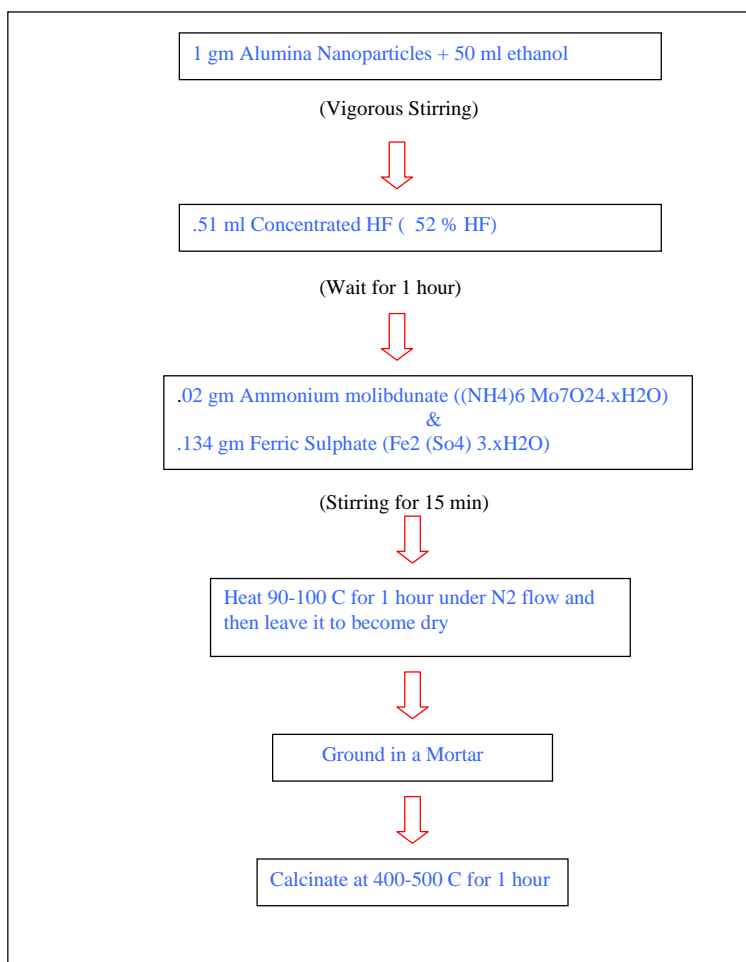 1 gm Alumina Nanoparticles + 50 ml ethanol
(Vigorous Stirring)
.51 ml Concentrated HF ( 52 % HF)
(Wait for 1 hour)
.02 gm Ammonium molibdunate ((NH4)6 Mo7O24.xH2O)
&
.134 gm Ferric Sulphate (Fe2 (So4) 3.xH2O)
(Stirring for 15 min)
Heat 90-100 C for 1 hour under N2 flow and
then leave it to become dry
Ground in a Mortar
Calcinate at 400-500 C for 1 hour